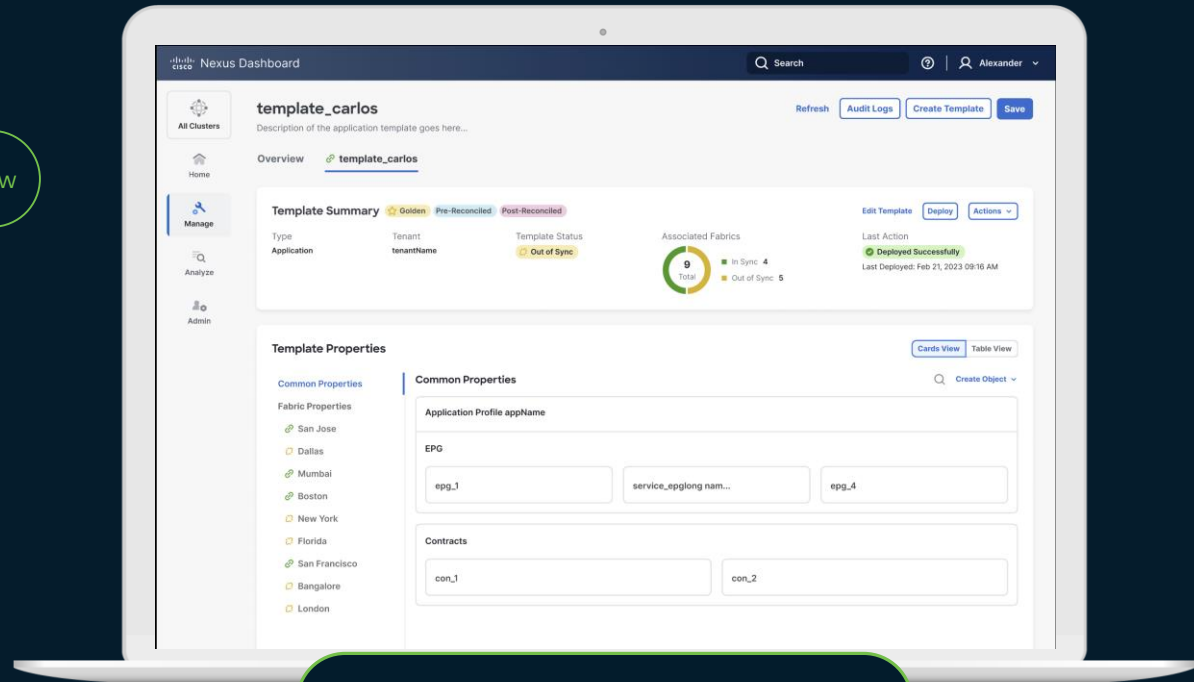 cisco Nexus Dashboard
Search
Alexander
All Clusters
Home
Manage
Analyze
Admin
template_carlos
Description of the application template goes here...
Refresh
Audit Logs
Create Template
Save
Overview
template_carlos
Template Summary Golden Pre-Reconciled Post-Reconciled
Edit Template
Deploy
Actions
Type
Application
Tenant
tenantName
Template Status
Out of Sync
Associated Fabrics
9
Total
In Sync 4
Out of Sync 5
Last Action
Deployed Successfully
Last Deployed: Feb 21, 2023 09:16 AM
Template Properties
Cards View
Table View
Common Properties
Fabric Properties
San Jose
Dallas
Mumbai
Boston
New York
Florida
San Francisco
Bangalore
London
Common Properties
Create Object
Application Profile appName
EPG
epg_1
service_epglong nam...
epg_4
Contracts
con_1
con_2